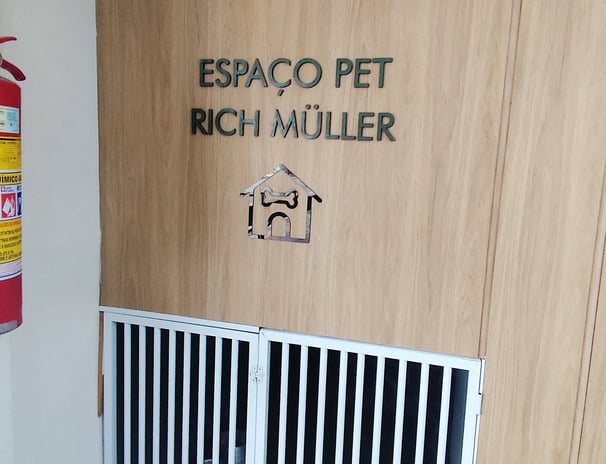 ESPAÇO PET
RICH MÜLLER